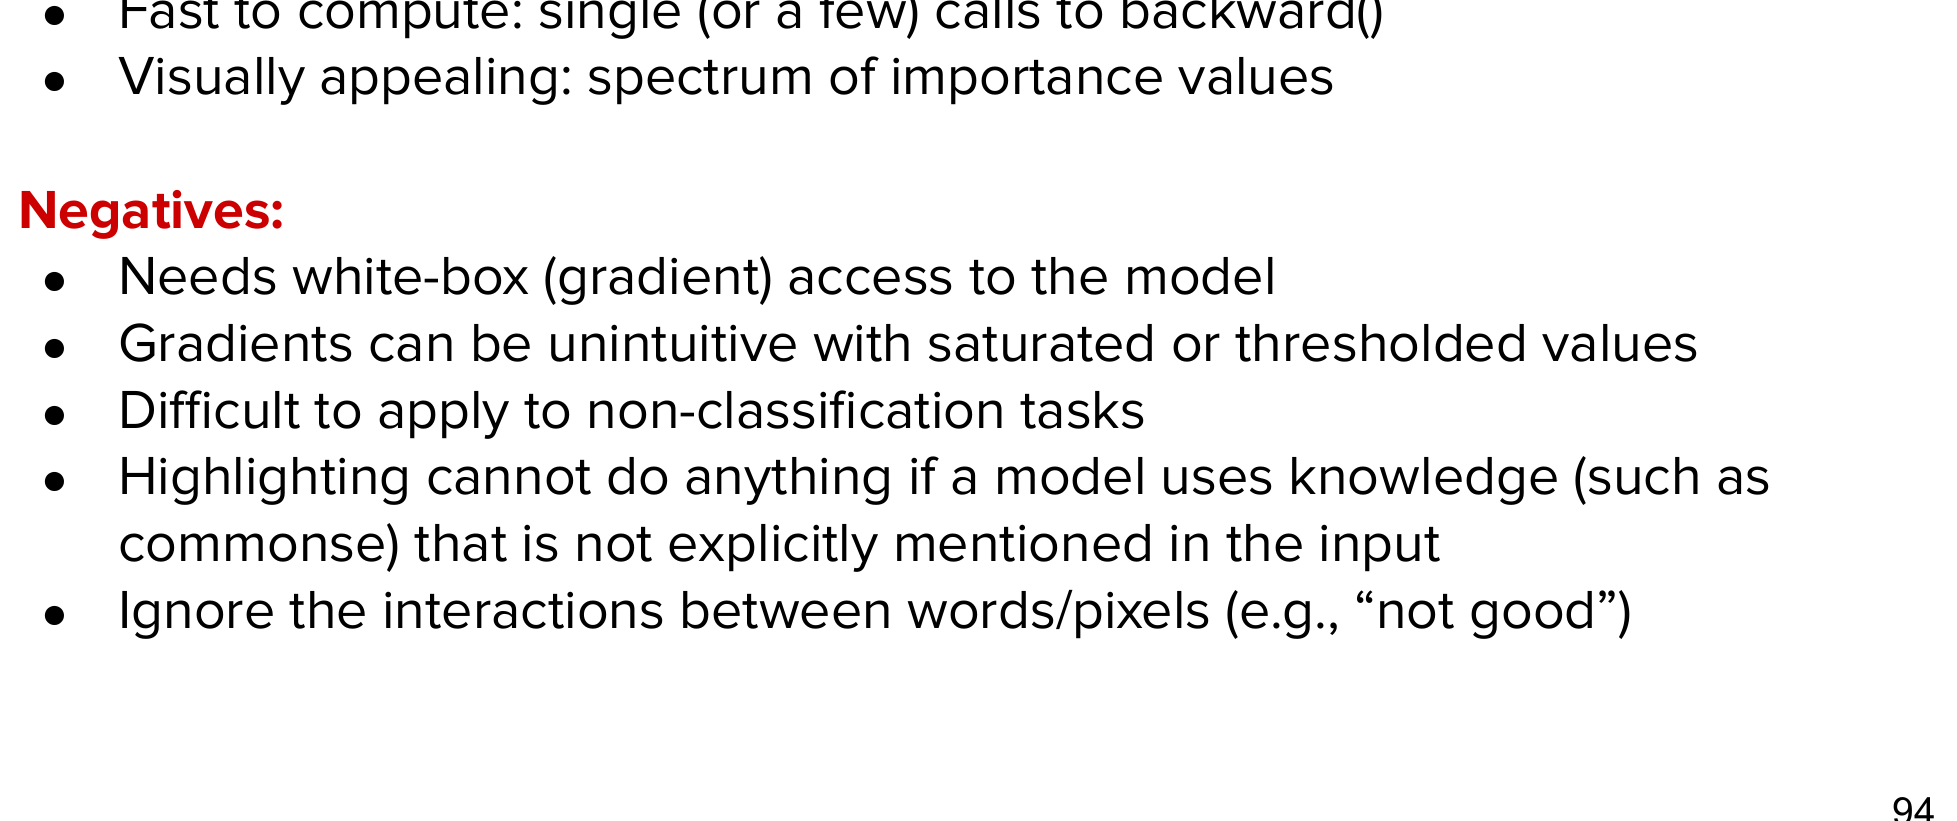 ● Fast to compute: single (or a few) calls to backward()
● Visually appealing: spectrum of importance values
Negatives:
● Needs white-box (gradient) access to the model
● Gradients can be unintuitive with saturated or thresholded values
● Difficult to apply to non-classification tasks
● Highlighting cannot do anything if a model uses knowledge (such as
commonse) that is not explicitly mentioned in the input
● Ignore the interactions between words/pixels (e.g., “not good”)
94